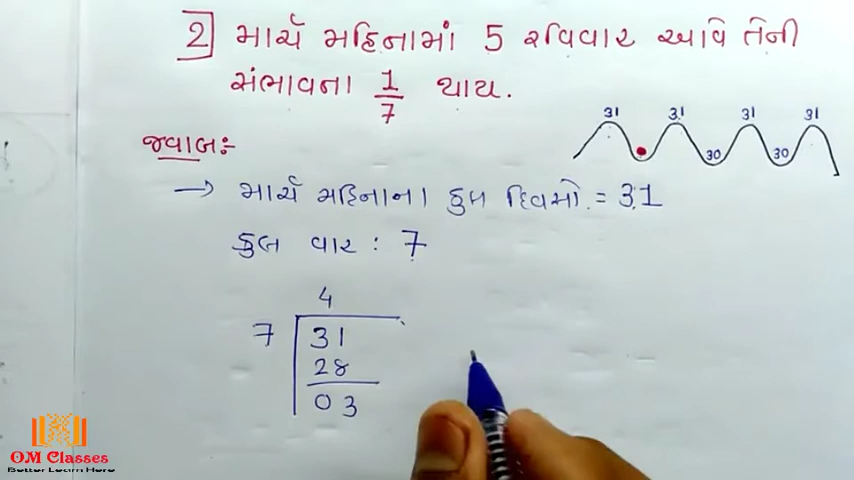 2 માર્ચ મહિનામાં 5 રવિવાર આવે તેની
સંભાવના 1/7 થાય.
જવાબઃ-
31 31 31 31
30 30
→ માર્ચ મહિનાના કુલ દિવસો = 31
કુલ વાર : 7
4
7 31
28
03
OM Classes
Better Learn Here